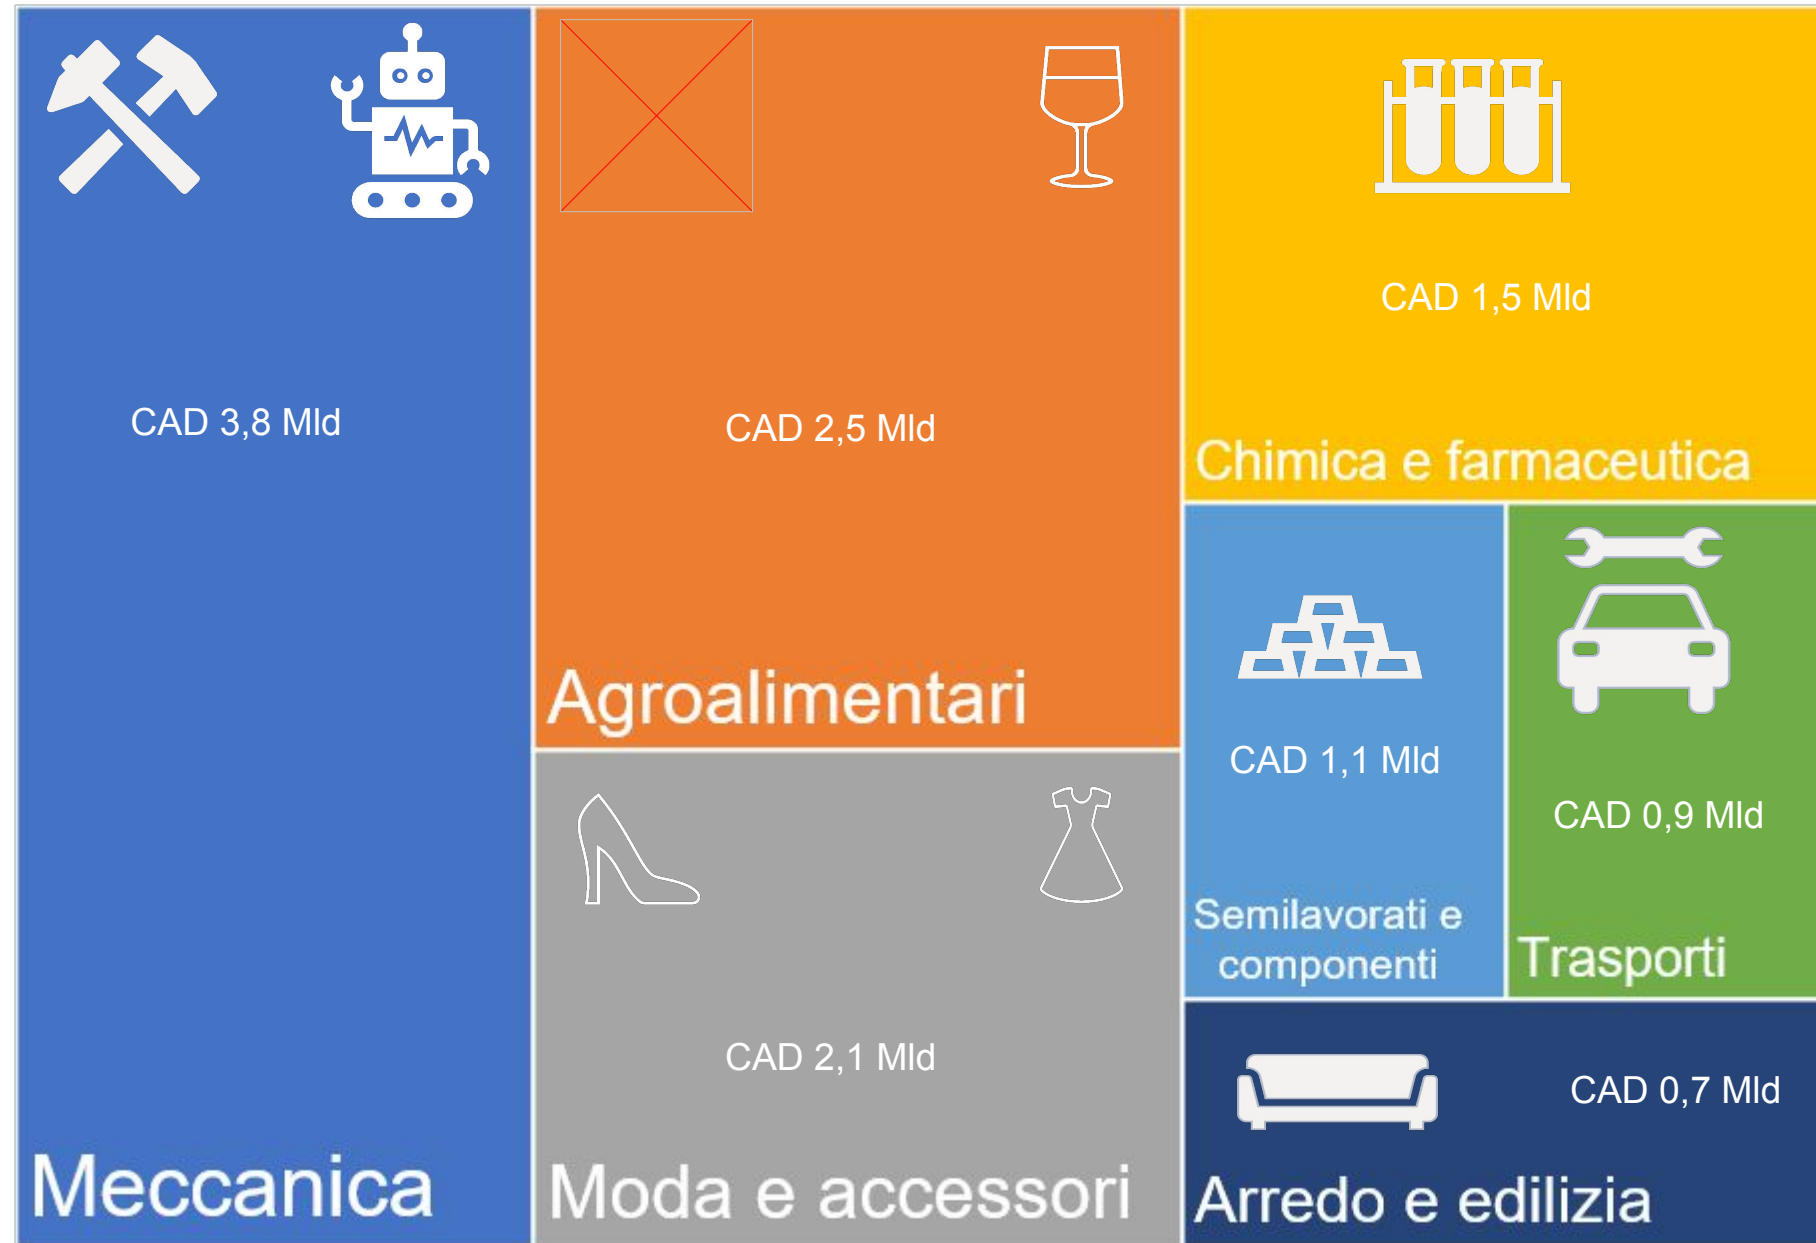 CAD 3,8 Mld
Meccanica
CAD 2,5 Mld
Agroalimentari
CAD 2,1 Mld
Moda e accessori
CAD 1,5 Mld
Chimica e farmaceutica
CAD 1,1 Mld
Semilavorati e
componenti
CAD 0,9 Mld
Trasporti
CAD 0,7 Mld
Arredo e edilizia